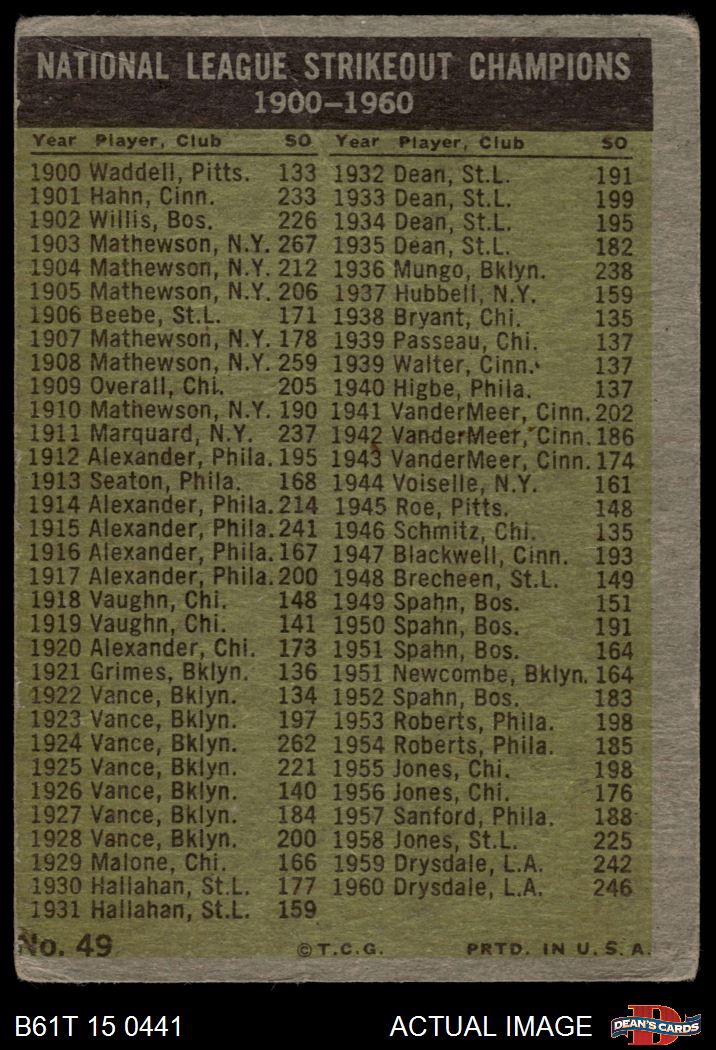 NATIONAL LEAGUE STRIKEOUT CHAMPIONS
1900-1960
Year Player, Club SO
1900 Waddell, Pitts. 133
1901 Hahn, Cinn. 233
1902 Willis, Bos. 226
1903 Mathewson, N.Y. 267
1904 Mathewson, N.Y. 212
1905 Mathewson, N.Y. 206
1906 Beebe, St.L. 171
1907 Mathewson, N.Y. 178
1908 Mathewson, N.Y. 259
1909 Overall, Chi. 205
1910 Mathewson, N.Y. 190
1911 Marquard, N.Y. 237
1912 Alexander, Phila. 195
1913 Seaton, Phila. 168
1914 Alexander, Phila. 214
1915 Alexander, Phila. 241
1916 Alexander, Phila. 167
1917 Alexander, Phila. 200
1918 Vaughn, Chi. 148
1919 Vaughn, Chi. 141
1920 Alexander, Chi. 173
1921 Grimes, Bklyn. 136
1922 Vance, Bklyn. 134
1923 Vance, Bklyn. 197
1924 Vance, Bklyn. 262
1925 Vance, Bklyn. 221
1926 Vance, Bklyn. 140
1927 Vance, Bklyn. 184
1928 Vance, Bklyn. 200
1929 Malone, Chi. 166
1930 Hallahan, St.L. 177
1931 Hallahan, St.L. 159
Year Player, Club SO
1932 Dean, St.L. 191
1933 Dean, St.L. 199
1934 Dean, St.L. 195
1935 Dean, St.L. 182
1936 Mungo, Bklyn. 238
1937 Hubbell, N.Y. 159
1938 Bryant, Chi. 135
1939 Passeau, Chi. 137
1939 Walter, Cinn. 137
1940 Higbe, Phila. 137
1941 VanderMeer, Cinn. 202
1942 VanderMeer, Cinn. 186
1943 VanderMeer, Cinn. 174
1944 Voiselle, N.Y. 161
1945 Roe, Pitts. 148
1946 Schmitz, Chi. 135
1947 Blackwell, Cinn. 193
1948 Brecheen, St.L. 149
1949 Spahn, Bos. 151
1950 Spahn, Bos. 191
1951 Spahn, Bos. 164
1951 Newcombe, Bklyn. 164
1952 Spahn, Bos. 183
1953 Roberts, Phila. 198
1954 Roberts, Phila. 185
1955 Jones, Chi. 198
1956 Jones, Chi. 176
1957 Sanford, Phila. 188
1958 Jones, St.L. 225
1959 Drysdale, L.A. 242
1960 Drysdale, L.A. 246
No. 49 ©T.C.G. PRTD. IN U.S.A.
B61T 15 0441 ACTUAL IMAGE DEAN'S CARDS